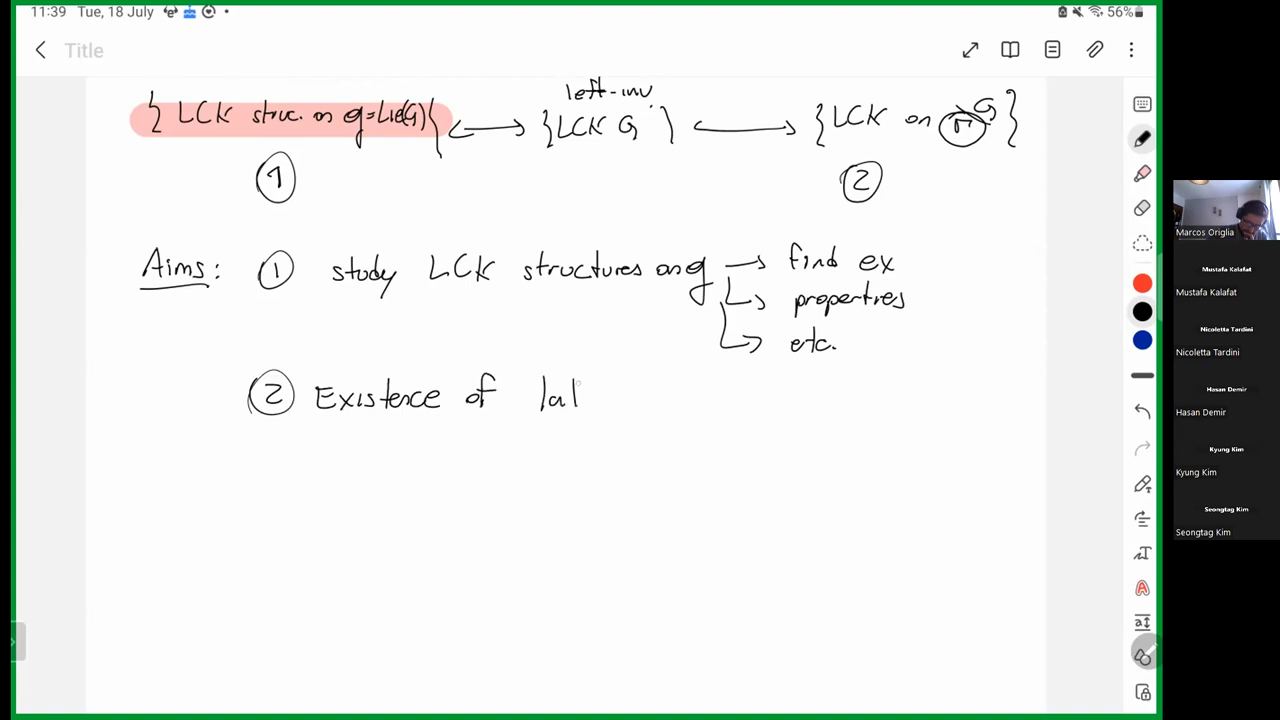 11:39 Tue, 18 July
56%
Title
left-inv.
{ LCK struc. on g=Lie(G) } ⟷ { LCK G } ⟷ { LCK on Γ\G }
① ②
Aims: ① study LCK structures on g → find ex
↳ properties
↳ etc.
② Existence of lat
Marcos Origlia
Mustafa Kalafat
Mustafa Kalafat
Nicoletta Tardini
Nicoletta Tardini
Hasan Demir
Hasan Demir
Kyung Kim
Kyung Kim
Seongtag Kim
Seongtag Kim